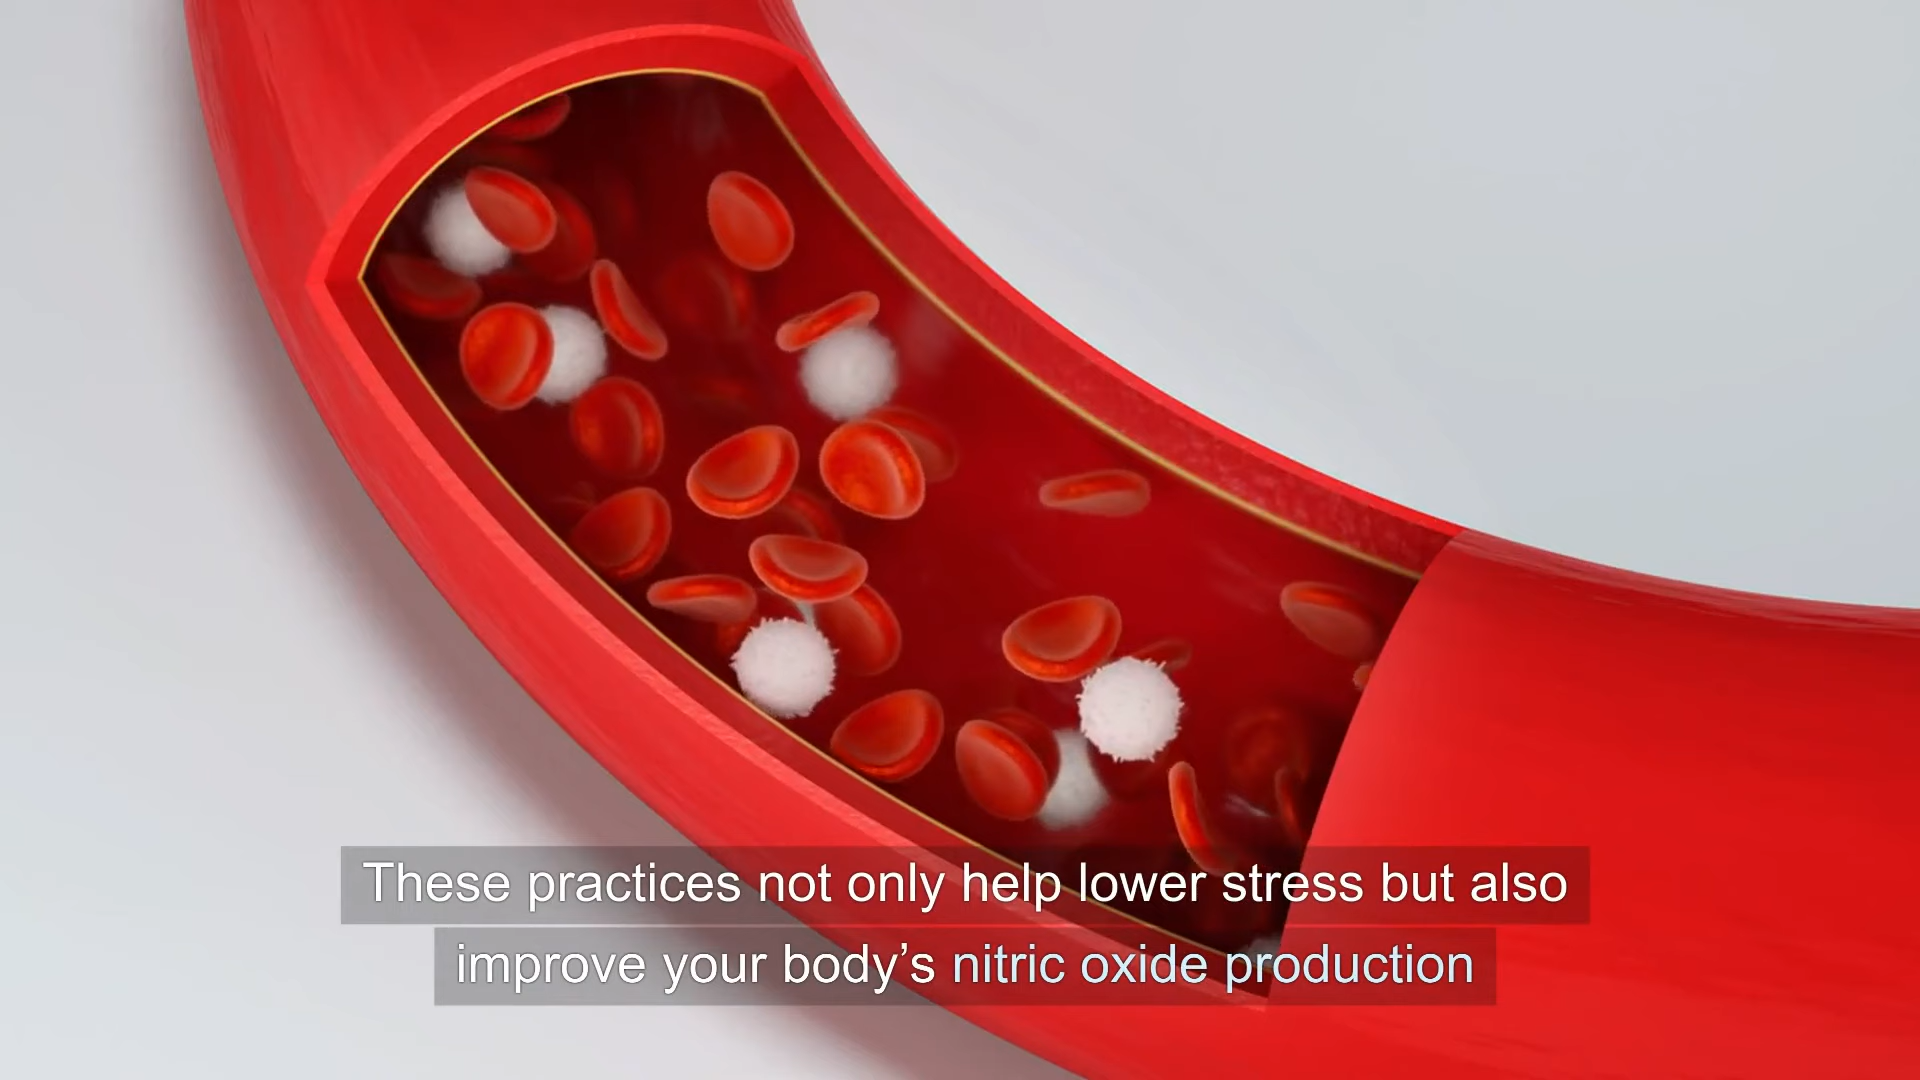 These practices not only help lower stress but also
improve your body’s nitric oxide production